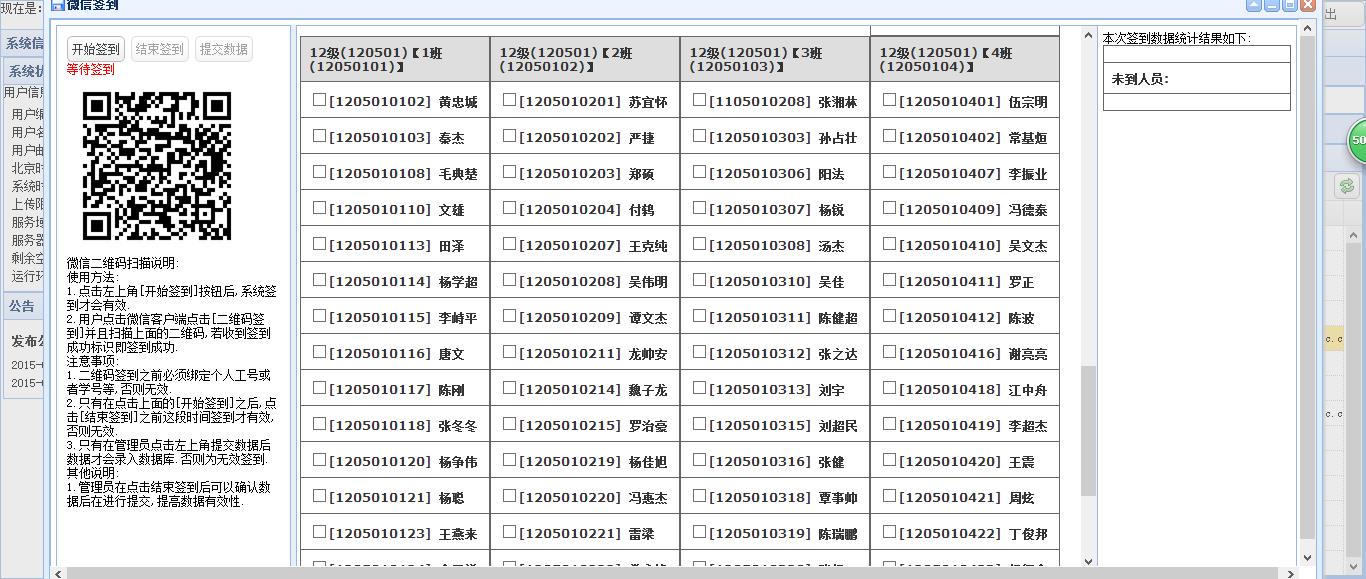 现在是:
微信签到
出
系统信
系统状
用户信息
用户编
用户名
用户邮
北京时
系统时
上传限
服务域
服务器
剩余空
运行环
公告
发布公
2015-
2015-
开始签到 结束签到 提交数据
等待签到
微信二维码扫描说明:
使用方法:
1.点击左上角[开始签到]按钮后,系统签
到才会有效.
2.用户点击微信客户端点击[二维码签
到]并且扫描上面的二维码,若收到签到
成功标识即签到成功.
注意事项:
1.二维码签到之前必须绑定个人工号或
者学号等,否则无效.
2.只有在点击上面的[开始签到]之后,点
击[结束签到]之前这段时间签到才有效,
否则无效.
3.只有在管理员点击左上角提交数据后
数据才会录入数据库.否则为无效签到.
其他说明:
1.管理员在点击结束签到后可以确认数
据后在进行提交,提高数据有效性.
12级(120501)【1班 12级(120501)【2班 12级(120501)【3班 12级(120501)【4班
(12050101)】 (12050102)】 (12050103)】 (12050104)】
[1205010102] 黄忠城 [1205010201] 苏宜怀 [1105010208] 张湘林 [1205010401] 伍宗明
[1205010103] 秦杰 [1205010202] 严捷 [1205010303] 孙占壮 [1205010402] 常基烜
[1205010108] 毛典楚 [1205010203] 郑硕 [1205010306] 阳法 [1205010407] 李振业
[1205010110] 文雄 [1205010204] 付鹤 [1205010307] 杨锐 [1205010409] 冯德泰
[1205010113] 田泽 [1205010207] 王克纯 [1205010308] 汤杰 [1205010410] 吴文杰
[1205010114] 杨学超 [1205010208] 吴伟明 [1205010310] 吴佳 [1205010411] 罗正
[1205010115] 李峙平 [1205010209] 谭文杰 [1205010311] 陈健超 [1205010412] 陈波
[1205010116] 唐文 [1205010211] 龙帅安 [1205010312] 张之达 [1205010416] 谢亮亮
[1205010117] 陈刚 [1205010214] 魏子龙 [1205010313] 刘宇 [1205010418] 江中舟
[1205010118] 张冬冬 [1205010215] 罗治豪 [1205010315] 刘超民 [1205010419] 李超杰
[1205010120] 杨争伟 [1205010219] 杨佳旭 [1205010316] 张健 [1205010420] 王震
[1205010121] 杨聪 [1205010220] 冯惠杰 [1205010318] 覃事帅 [1205010421] 周炫
[1205010123] 王燕来 [1205010221] 雷梁 [1205010319] 陈瑞鹏 [1205010422] 丁俊邦
本次签到数据统计结果如下:
未到人员:
50
c.c
c.c